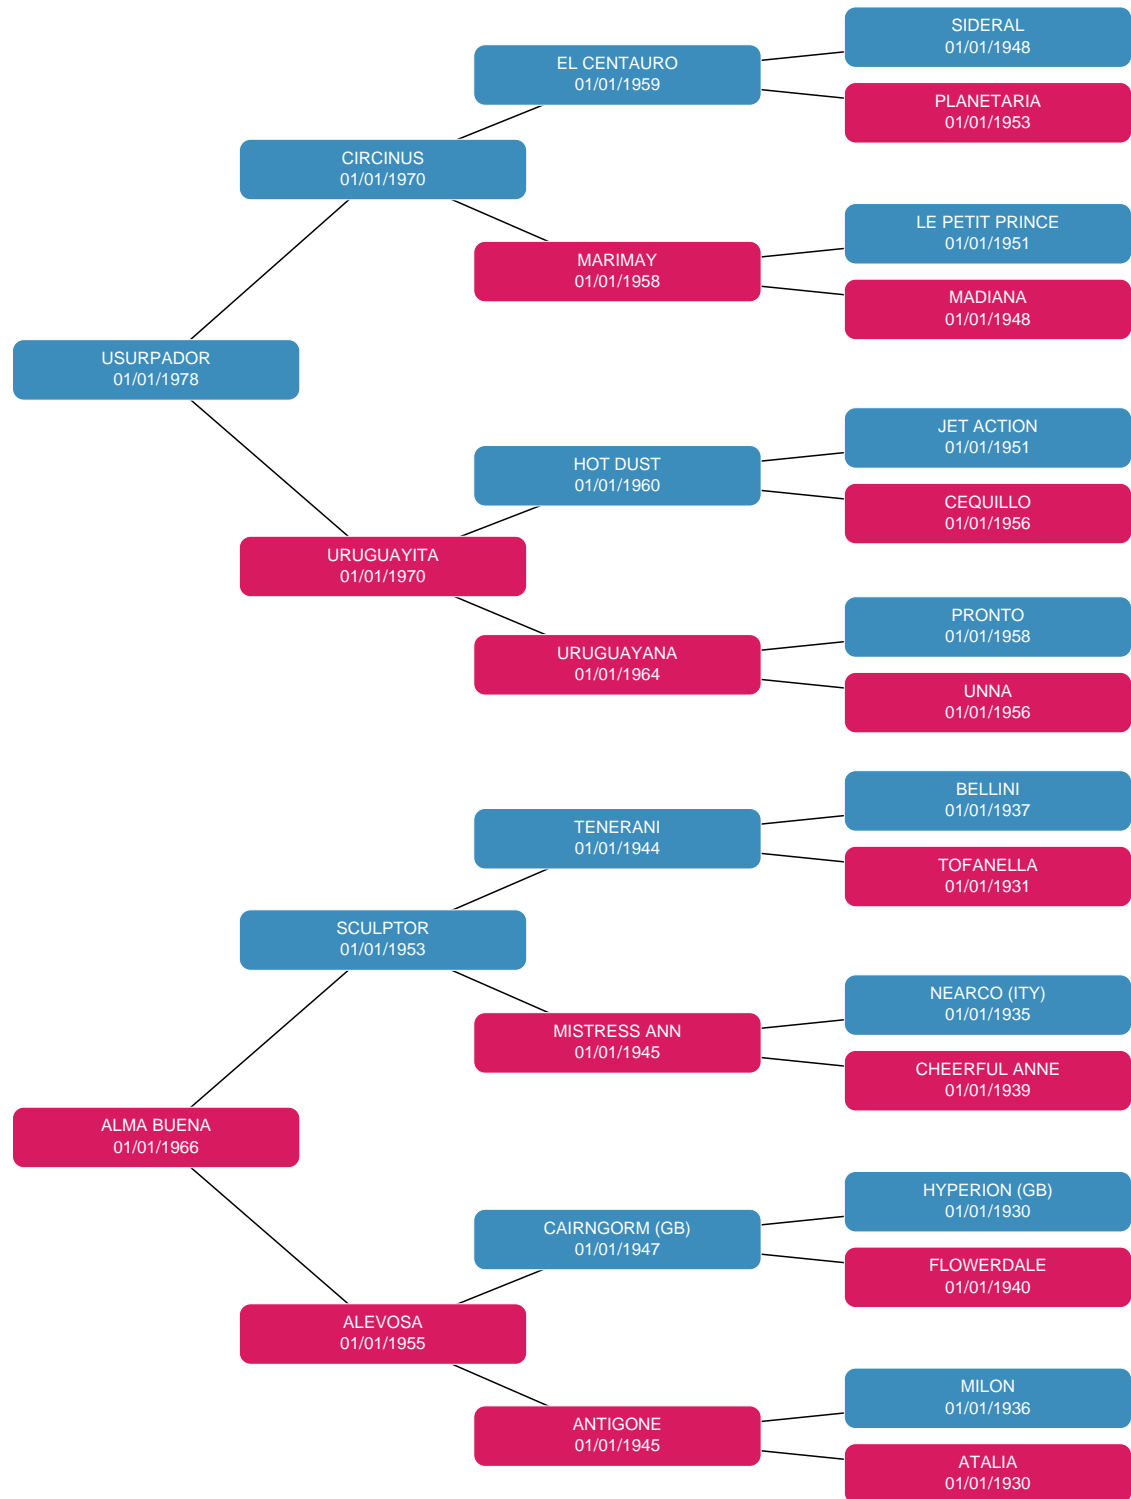 SIDERAL
01/01/1948
EL CENTAURO
01/01/1959
PLANETARIA
01/01/1953
CIRCINUS
01/01/1970
LE PETIT PRINCE
01/01/1951
MARIMAY
01/01/1958
MADIANA
01/01/1948
USURPADOR
01/01/1978
JET ACTION
01/01/1951
HOT DUST
01/01/1960
CEQUILLO
01/01/1956
URUGUAYITA
01/01/1970
PRONTO
01/01/1958
URUGUAYANA
01/01/1964
UNNA
01/01/1956
BELLINI
01/01/1937
TENERANI
01/01/1944
TOFANELLA
01/01/1931
SCULPTOR
01/01/1953
NEARCO (ITY)
01/01/1935
MISTRESS ANN
01/01/1945
CHEERFUL ANNE
01/01/1939
ALMA BUENA
01/01/1966
HYPERION (GB)
01/01/1930
CAIRNGORM (GB)
01/01/1947
FLOWERDALE
01/01/1940
ALEVOSA
01/01/1955
MILON
01/01/1936
ANTIGONE
01/01/1945
ATALIA
01/01/1930